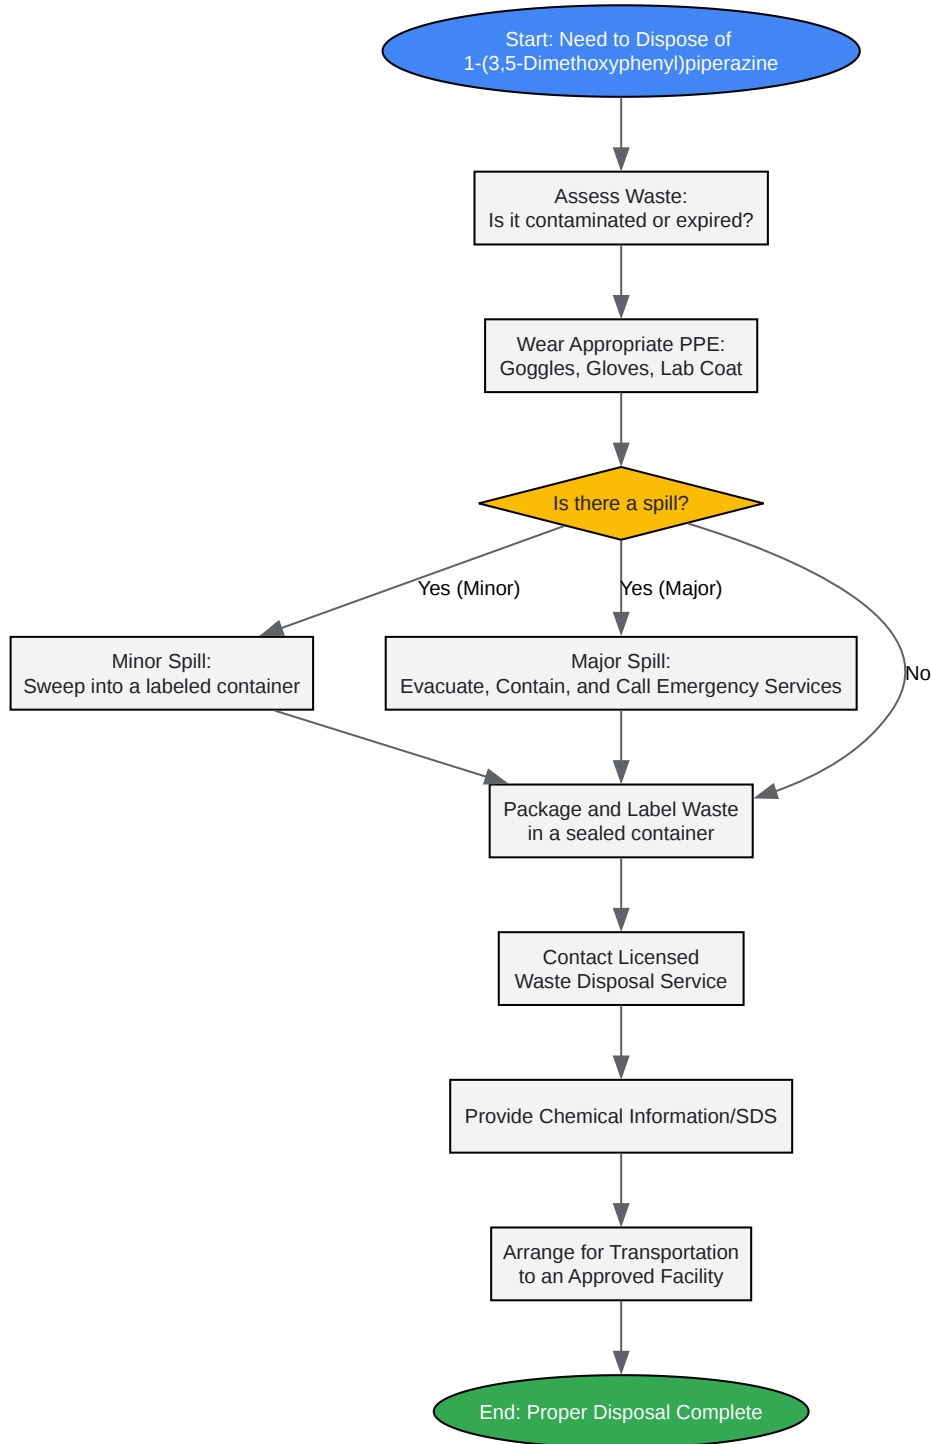 Start: Need to Dispose of
1-(3,5-Dimethoxyphenyl)piperazine
Assess Waste:
Is it contaminated or expired?
Wear Appropriate PPE:
Goggles, Gloves, Lab Coat
Is there a spill?
Yes (Minor)
Yes (Major)
No
Minor Spill:
Sweep into a labeled container
Major Spill:
Evacuate, Contain, and Call Emergency Services
Package and Label Waste
in a sealed container
Contact Licensed
Waste Disposal Service
Provide Chemical Information/SDS
Arrange for Transportation
to an Approved Facility
End: Proper Disposal Complete